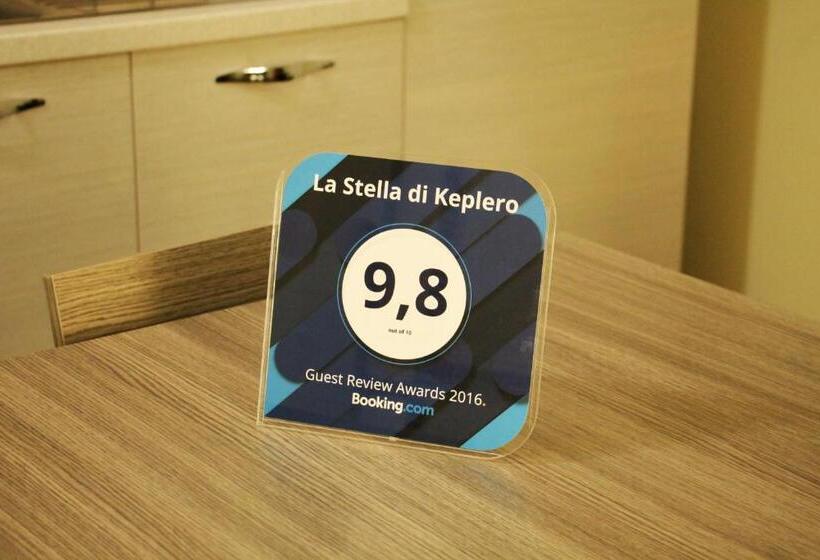 La Stella di Keplero
9,8
out of 10
Guest Review Awards 2016.
Booking.com